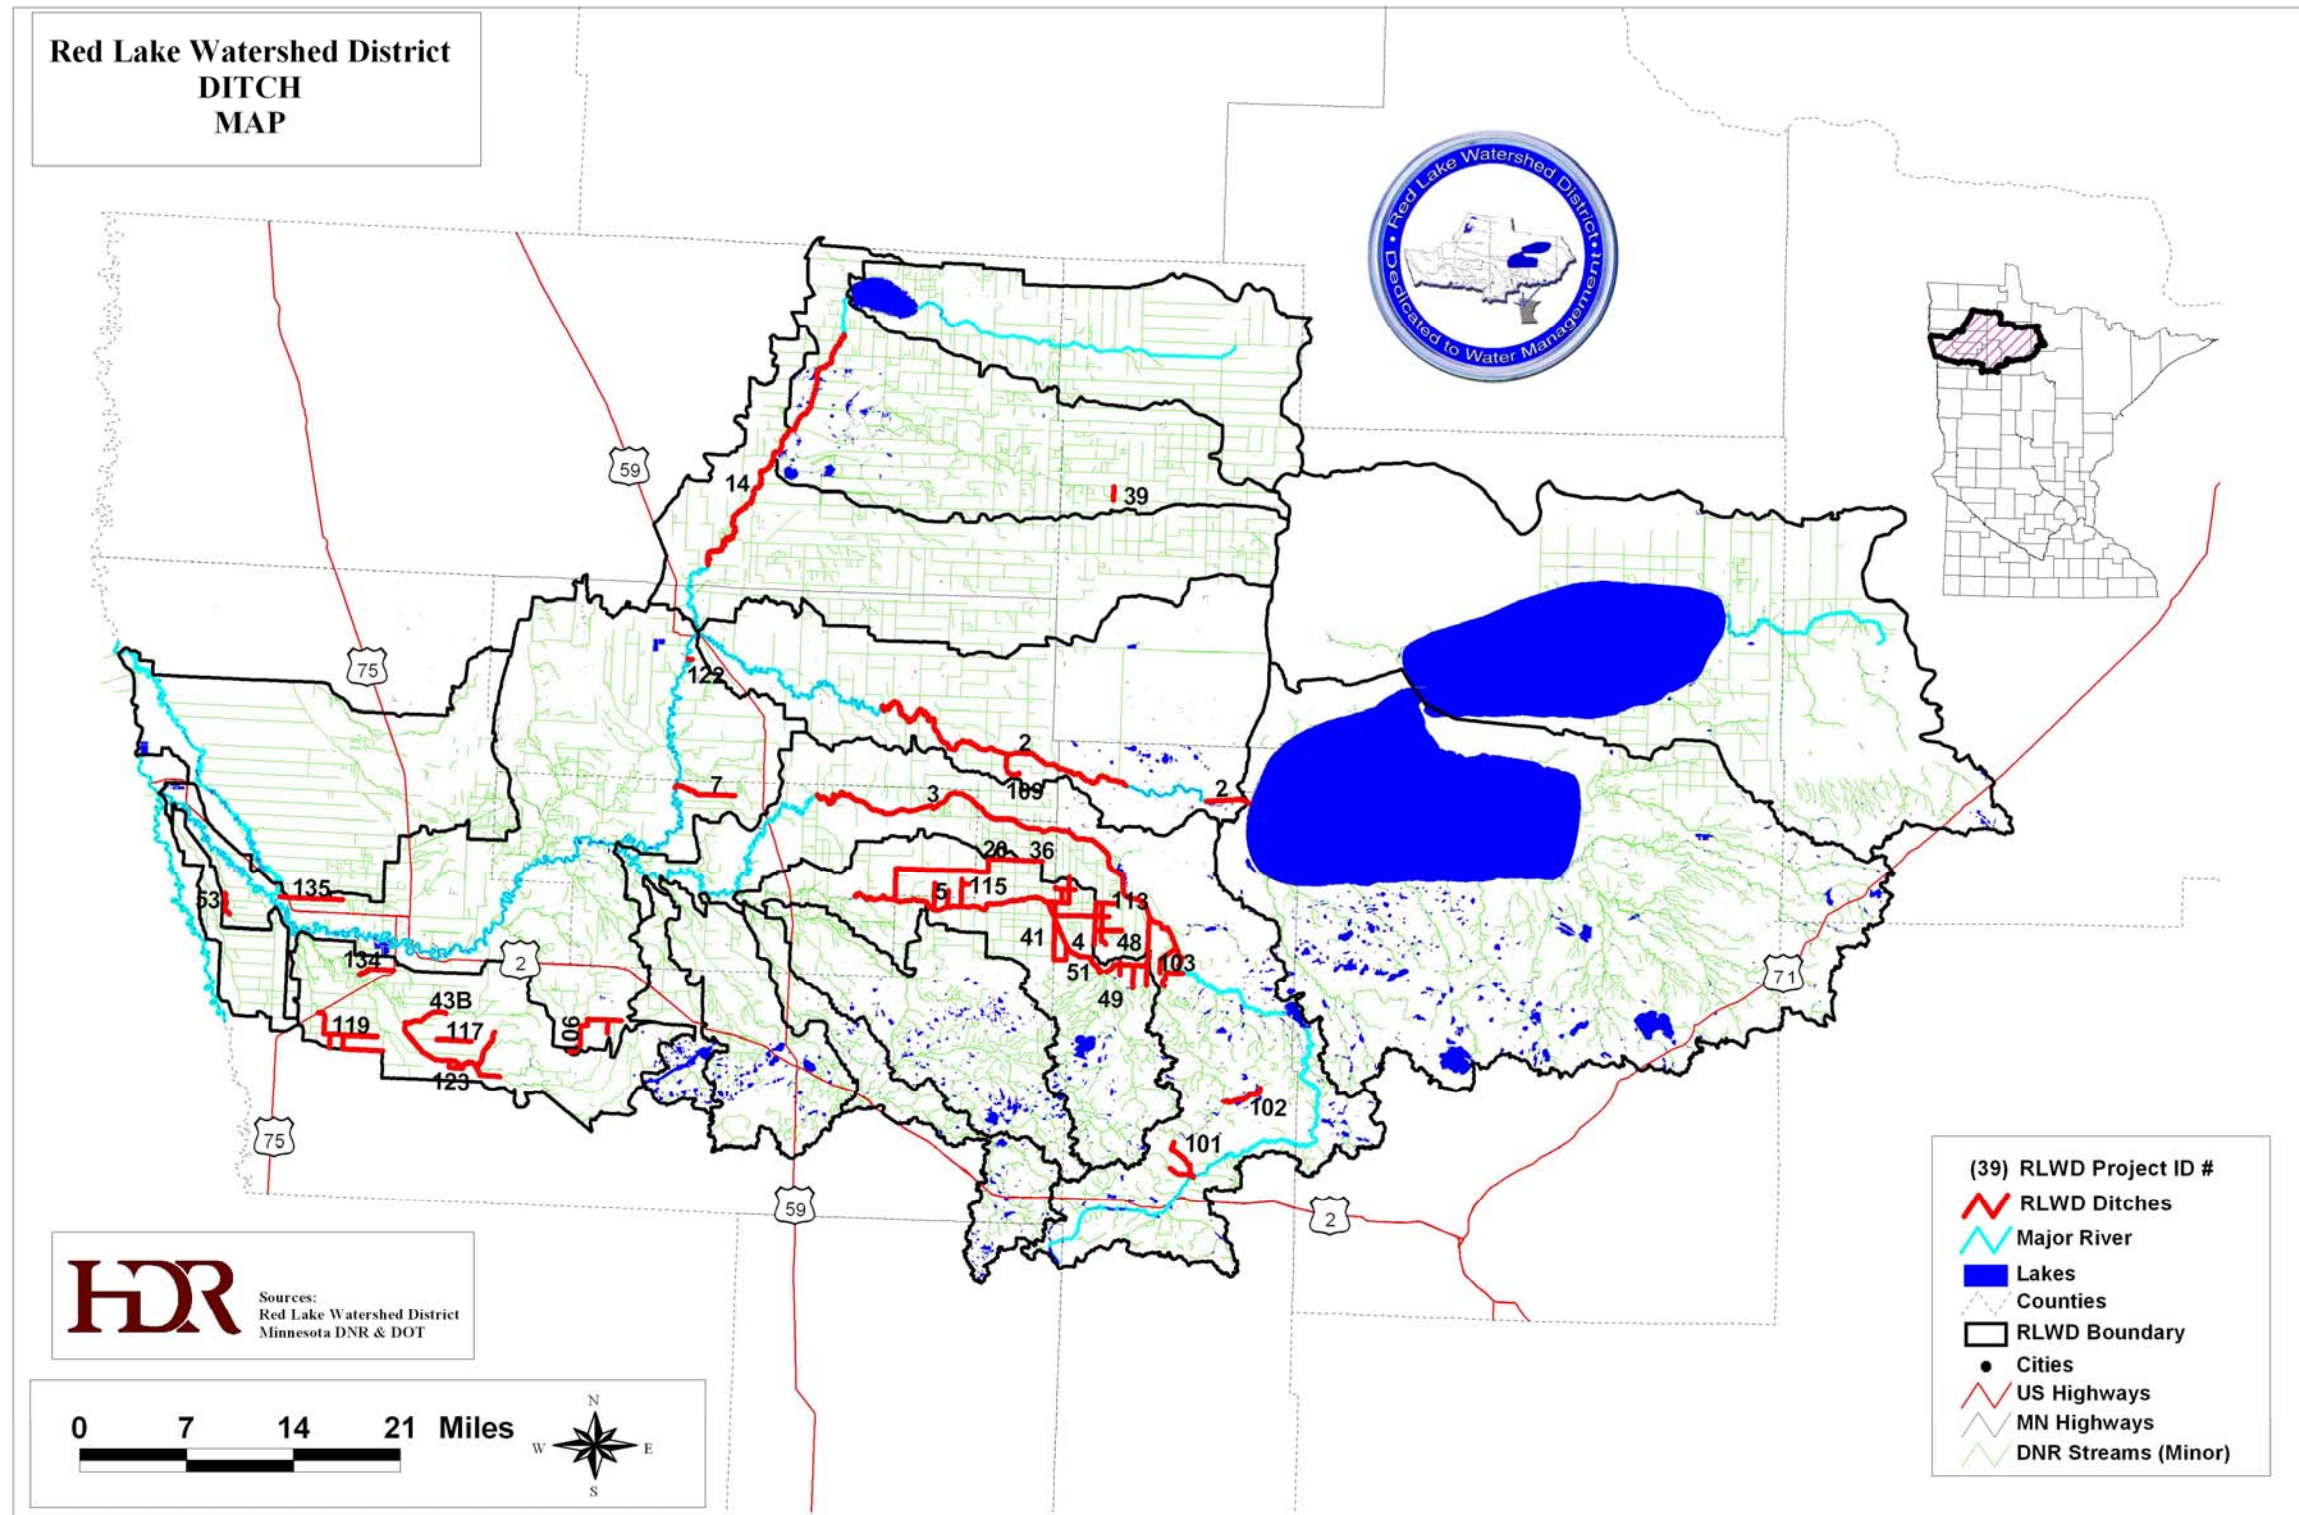 Red Lake Watershed District
DITCH
MAP
• Red Lake Watershed District •
Dedicated to Water Management
59
14
39
75
122
2
7
109
2
3
20
36
135
5
115
53
113
41
4
48
2
134
51
103
71
49
43B
119
117
106
123
102
75
101
59
2
(39) RLWD Project ID #
RLWD Ditches
Major River
Lakes
Counties
RLWD Boundary
Cities
US Highways
MN Highways
DNR Streams (Minor)
HDR
Sources:
Red Lake Watershed District
Minnesota DNR & DOT
0 7 14 21 Miles
N
W E
S